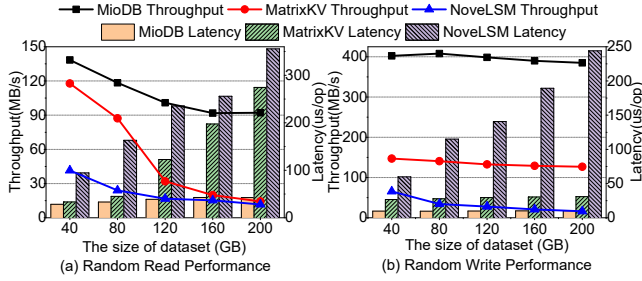 MioDB Throughput MatrixKV Throughput NoveLSM Throughput
MioDB Latency MatrixKV Latency NoveLSM Latency
Throughput(MB/s)
150
120
90
60
30
0
Latency(us/op)
300
200
100
0
40 80 120 160 200
The size of dataset (GB)
(a) Random Read Performance
Throughput(MB/s)
400
300
200
100
0
Latency(us/op)
250
200
150
100
50
0
40 80 120 160 200
The size of dataset (GB)
(b) Random Write Performance